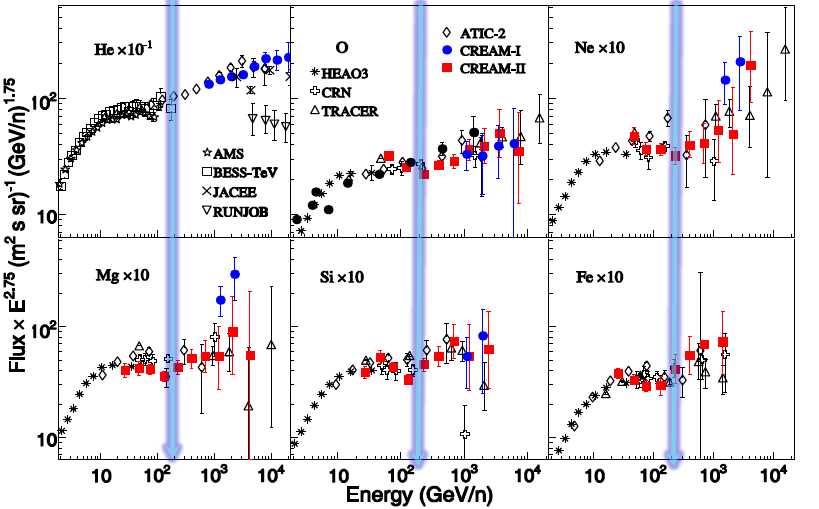 Flux × E^2.75 (m² s sr)^-1 (GeV/n)^1.75
He ×10^-1
O
Ne ×10
ATIC-2
CREAM-I
CREAM-II
HEAO3
CRN
TRACER
AMS
BESS-TeV
JACEE
RUNJOB
10²
10
Mg ×10
Si ×10
Fe ×10
10²
10
10 10² 10³ 10 10² 10³ 10⁴ 10 10² 10³ 10⁴
Energy (GeV/n)